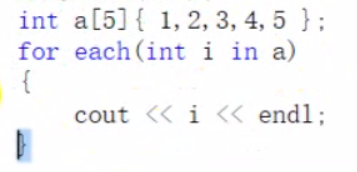 int a[5]{ 1, 2, 3, 4, 5 };
for each(int i in a)
{
cout << i << endl;
}